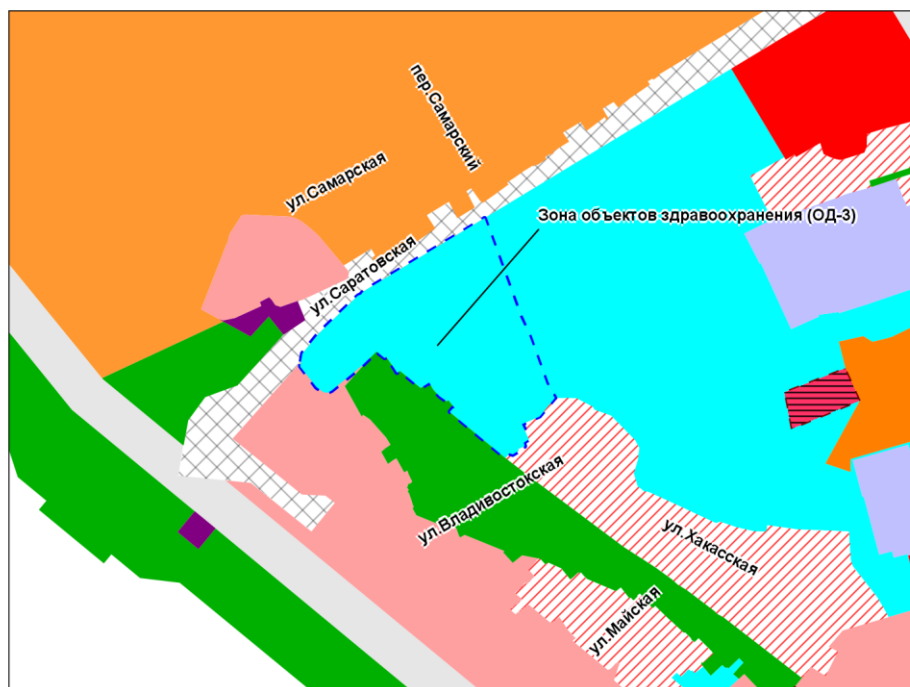 пер.Самарский
ул.Самарская
Зона объектов здравоохранения (ОД-3)
ул.Саратовская
ул.Владивостокская
ул.Хакасская
ул.Майская